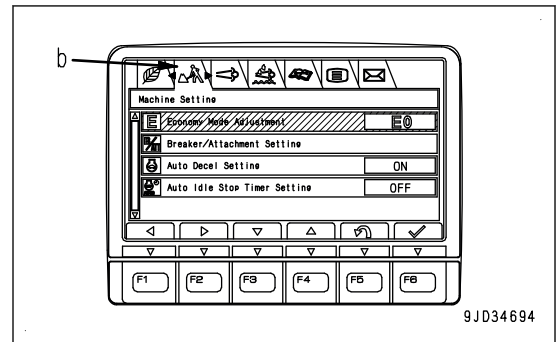 b
Machine Setting
E Economy Mode Adjustment E0
B/AT Breaker/Attachment Setting
Auto Decel Setting ON
Auto Idle Stop Timer Setting OFF
F1 F2 F3 F4 F5 F6
9JD34694